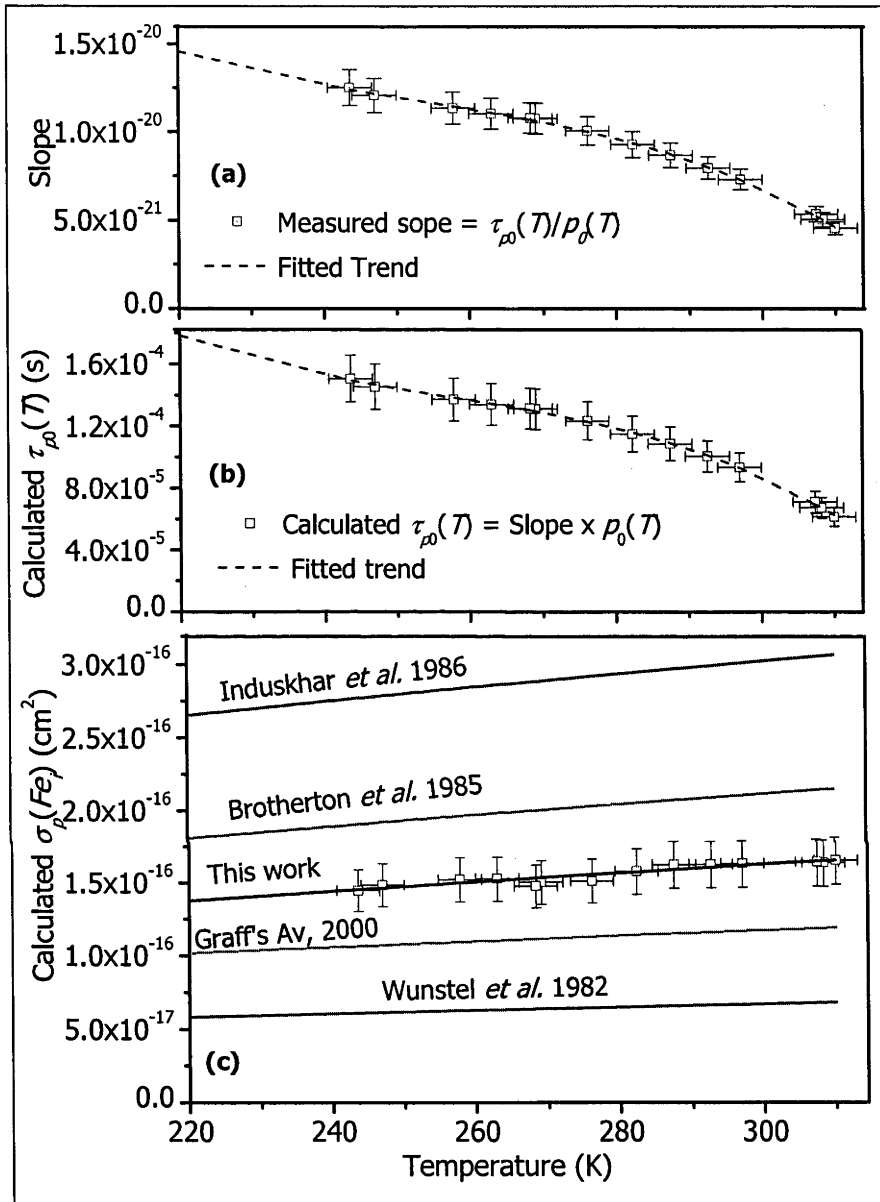 1.5x10⁻²⁰
1.0x10⁻²⁰
5.0x10⁻²¹
0.0
Slope
(a)
Measured sope = τₚ₀(T)/p₀(T)
Fitted Trend
1.6x10⁻⁴
1.2x10⁻⁴
8.0x10⁻⁵
4.0x10⁻⁵
0.0
Calculated τₚ₀(T) (s)
(b)
Calculated τₚ₀(T) = Slope x p₀(T)
Fitted trend
3.0x10⁻¹⁶
2.5x10⁻¹⁶
2.0x10⁻¹⁶
1.5x10⁻¹⁶
1.0x10⁻¹⁶
5.0x10⁻¹⁷
0.0
Calculated σₚ(Feᵢ) (cm²)
Induskhar et al. 1986
Brotherton et al. 1985
This work
Graff's Av, 2000
Wunstel et al. 1982
(c)
220 240 260 280 300
Temperature (K)